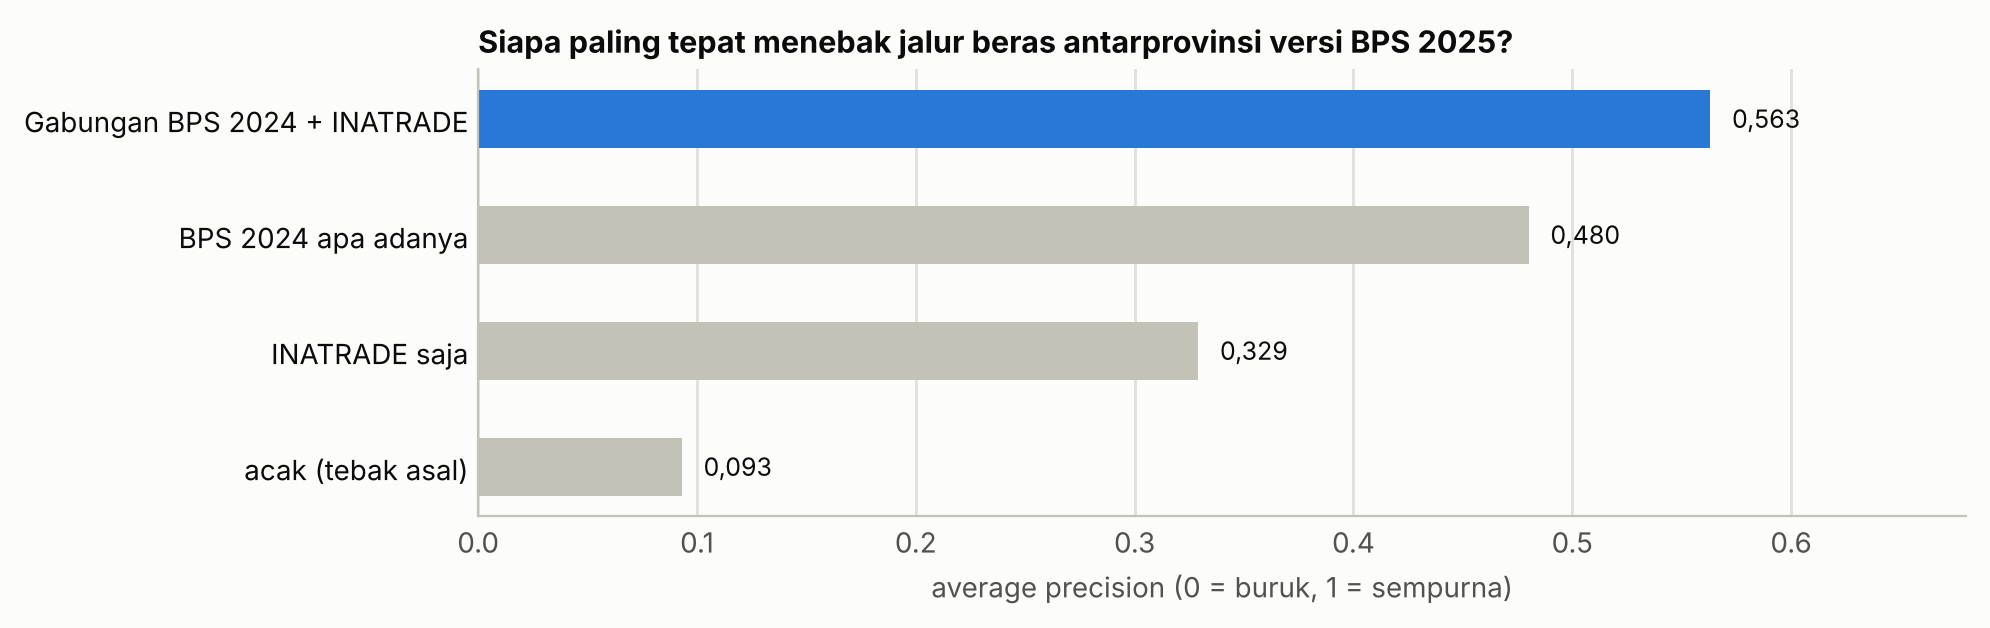 Siapa paling tepat menebak jalur beras antarprovinsi versi BPS 2025?
Gabungan BPS 2024 + INATRADE
0,563
BPS 2024 apa adanya
0,480
INATRADE saja
0,329
acak (tebak asal)
0,093
0.0 0.1 0.2 0.3 0.4 0.5 0.6
average precision (0 = buruk, 1 = sempurna)